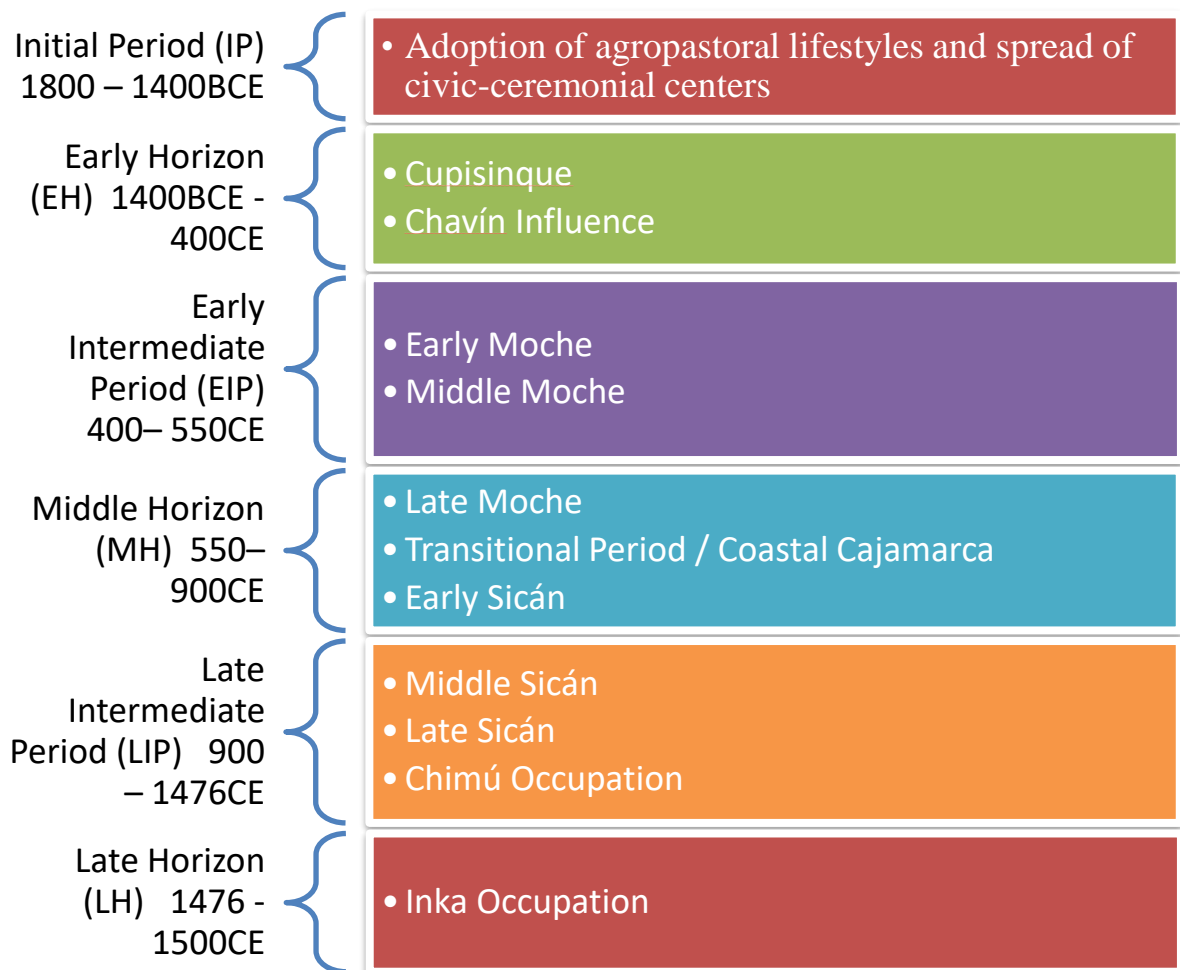 Initial Period (IP)
1800 – 1400BCE
• Adoption of agropastoral lifestyles and spread of
civic-ceremonial centers
Early Horizon
(EH) 1400BCE -
400CE
• Cupisinque
• Chavín Influence
Early
Intermediate
Period (EIP)
400– 550CE
• Early Moche
• Middle Moche
Middle Horizon
(MH) 550–
900CE
• Late Moche
• Transitional Period / Coastal Cajamarca
• Early Sicán
Late
Intermediate
Period (LIP) 900
– 1476CE
• Middle Sicán
• Late Sicán
• Chimú Occupation
Late Horizon
(LH) 1476 -
1500CE
• Inka Occupation